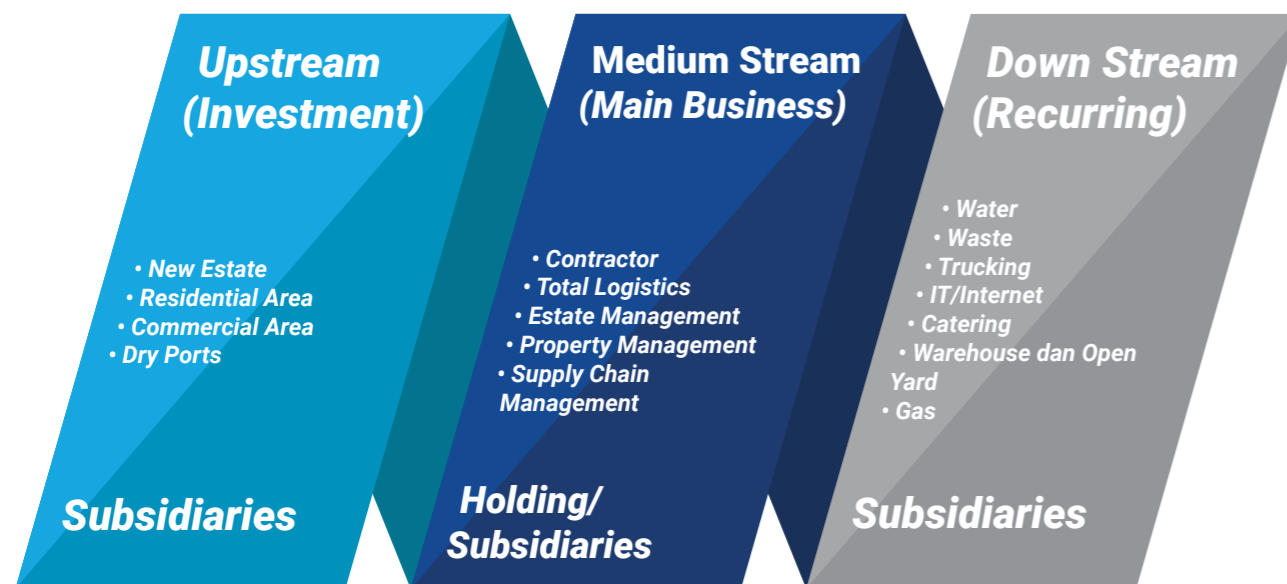 Upstream
(Investment)
• New Estate
• Residential Area
• Commercial Area
• Dry Ports
Subsidiaries
Medium Stream
(Main Business)
• Contractor
• Total Logistics
• Estate Management
• Property Management
• Supply Chain
Management
Holding/
Subsidiaries
Down Stream
(Recurring)
• Water
• Waste
• Trucking
• IT/Internet
• Catering
• Warehouse dan Open
Yard
• Gas
Subsidiaries